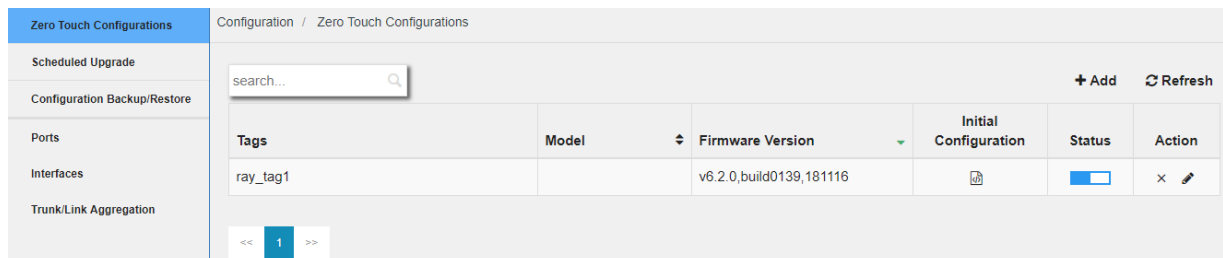 Zero Touch Configurations
Scheduled Upgrade
Configuration Backup/Restore
Ports
Interfaces
Trunk/Link Aggregation
Configuration / Zero Touch Configurations
search...
Add
Refresh
Tags
Model
Firmware Version
Initial
Configuration
Status
Action
ray_tag1
v6.2.0,build0139,181116
<< 1 >>